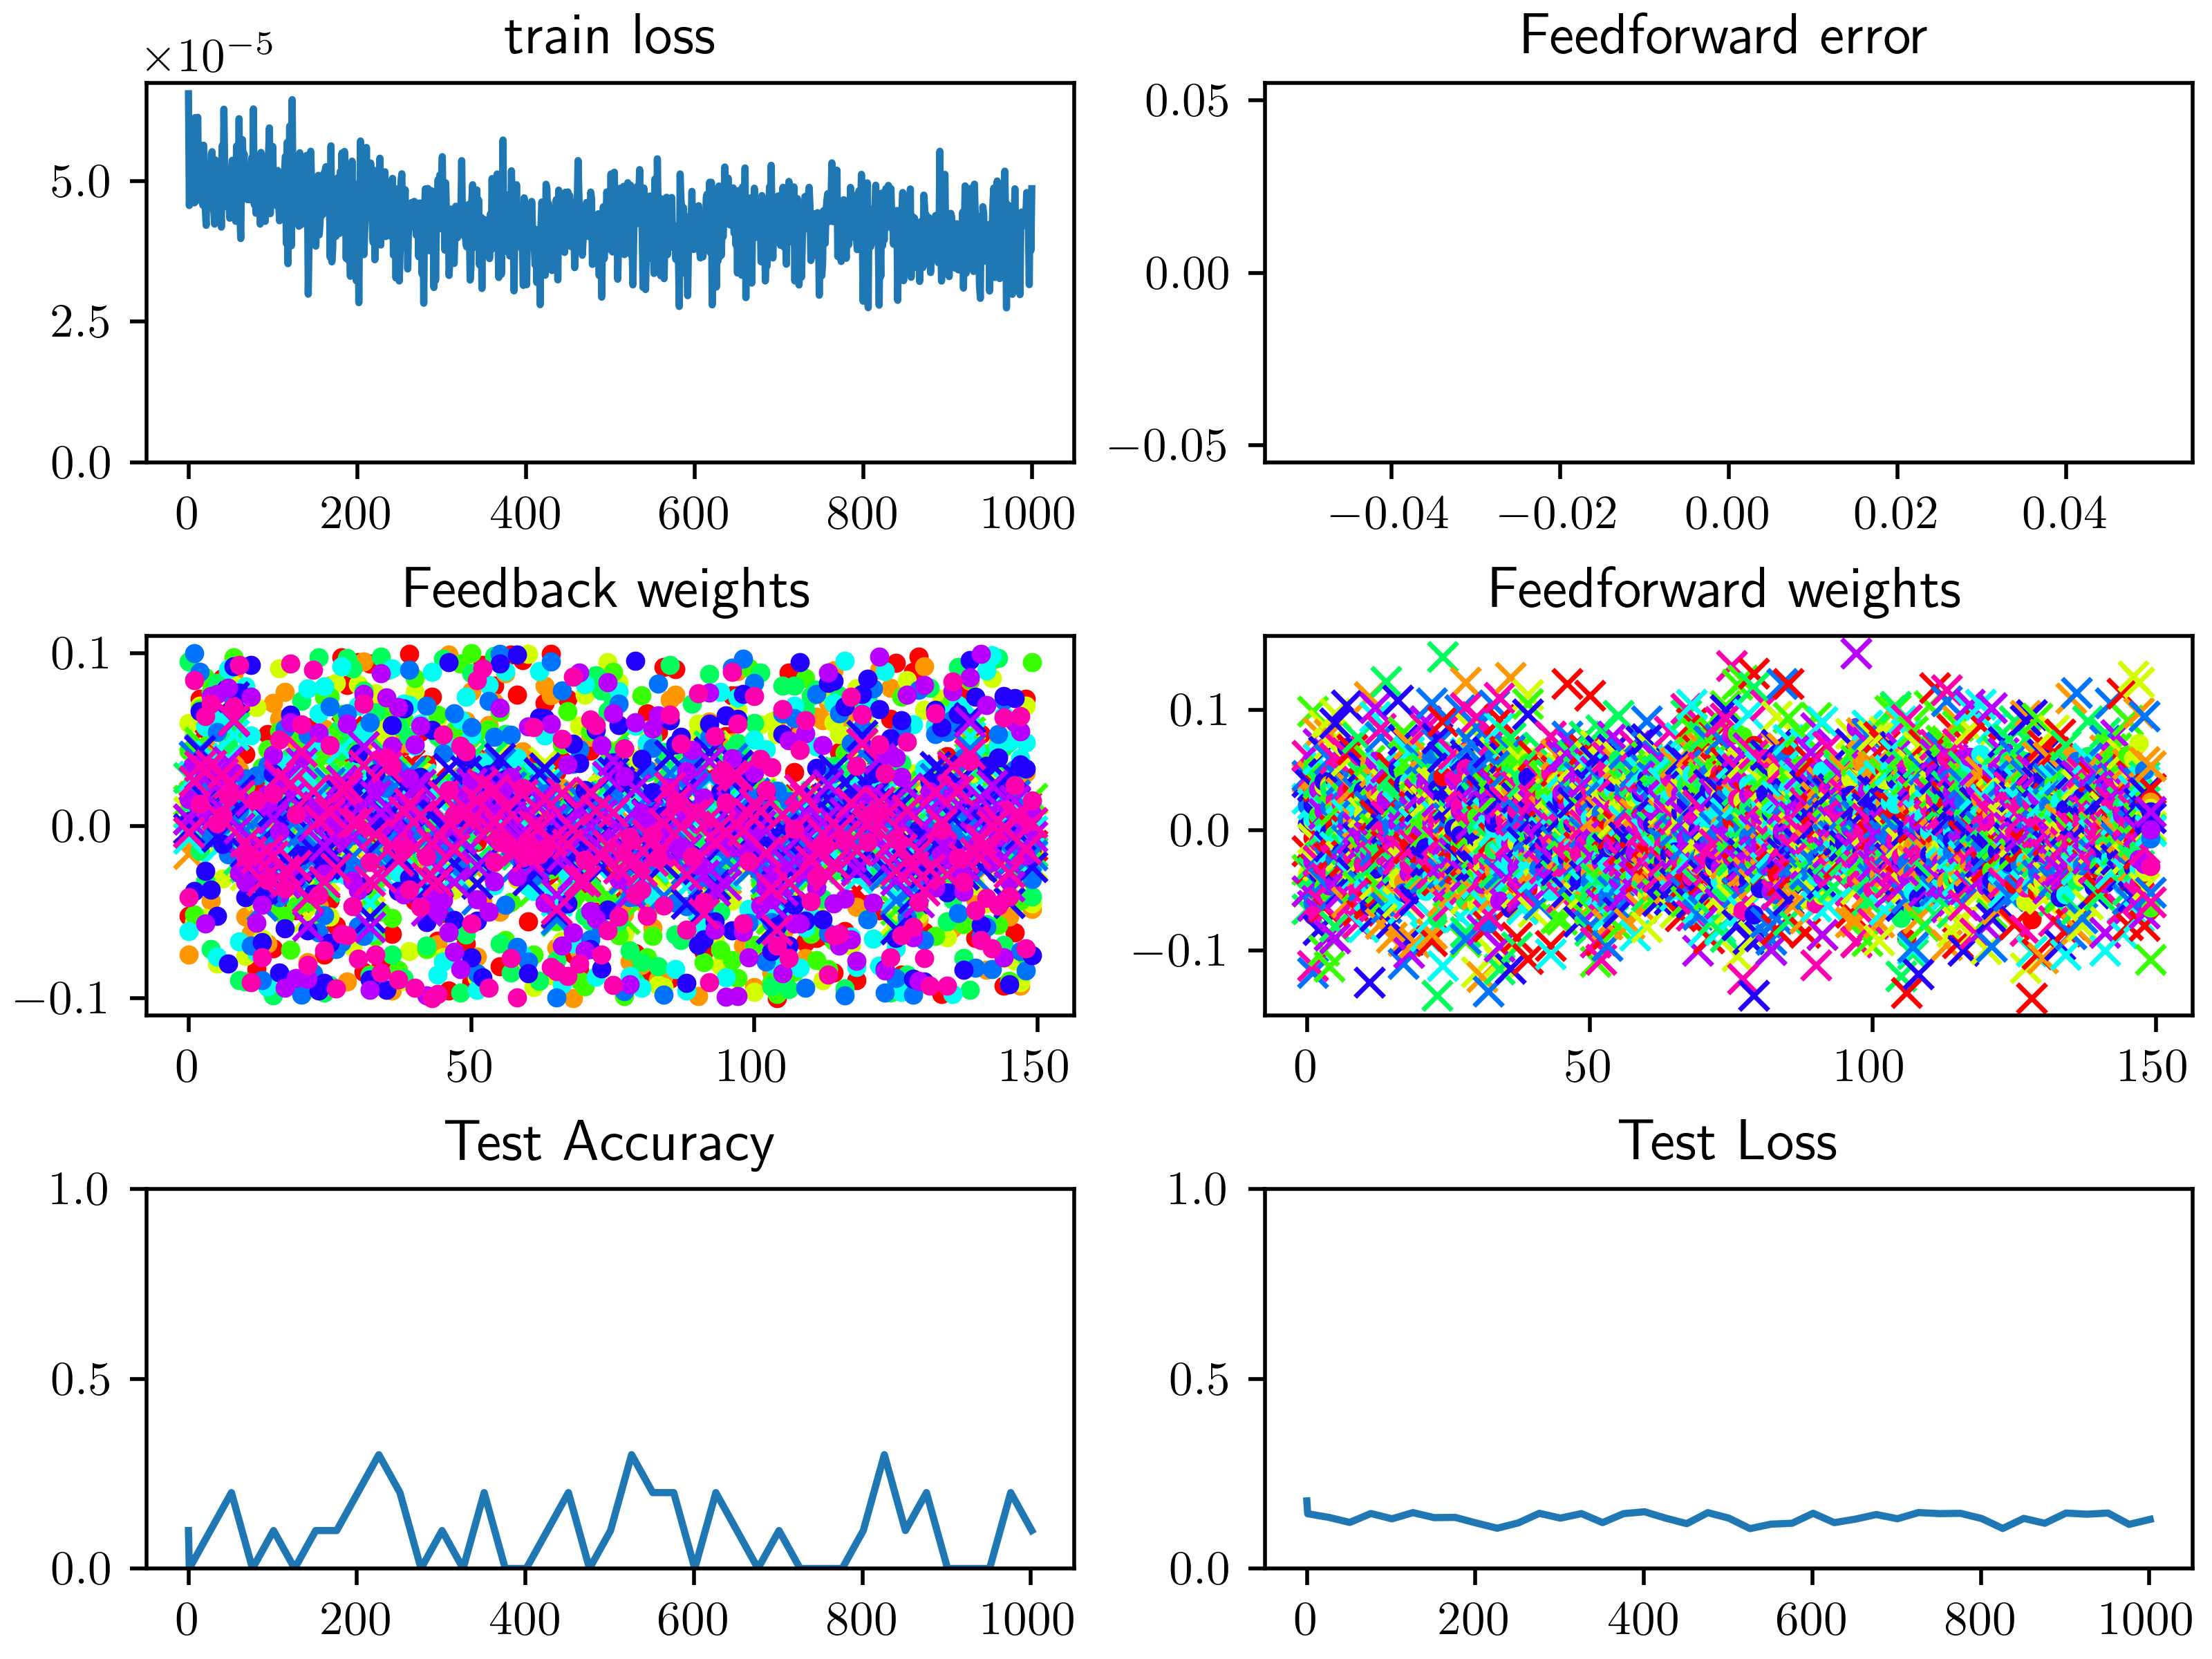 train loss
×10⁻⁵
5.0
2.5
0.0
0 200 400 600 800 1000
Feedforward error
0.05
0.00
−0.05
−0.04 −0.02 0.00 0.02 0.04
Feedback weights
0.1
0.0
−0.1
0 50 100 150
Feedforward weights
0.1
0.0
−0.1
0 50 100 150
Test Accuracy
1.0
0.5
0.0
0 200 400 600 800 1000
Test Loss
1.0
0.5
0.0
0 200 400 600 800 1000